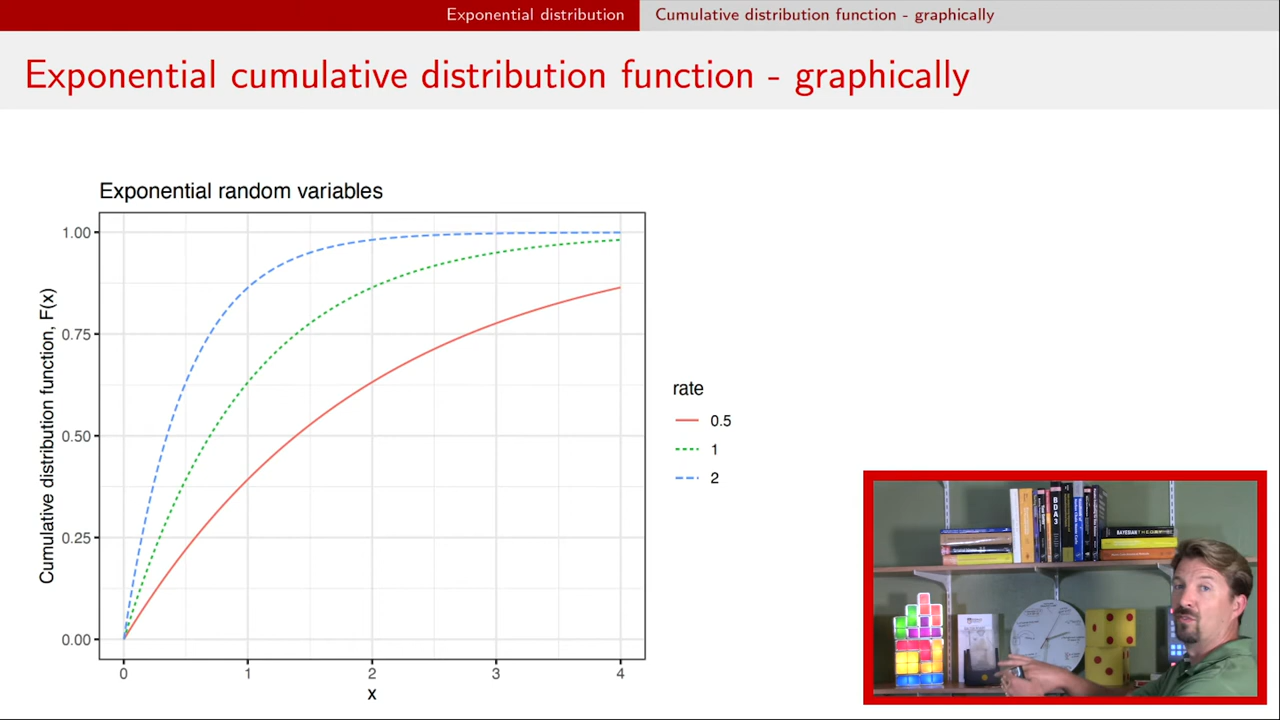 Exponential distribution
Cumulative distribution function - graphically
Exponential cumulative distribution function - graphically
Exponential random variables
1.00
0.75
0.50
0.25
0.00
Cumulative distribution function, F(x)
0 1 2 3 4
x
rate
0.5
1
2
BDA3
BAYESIAN